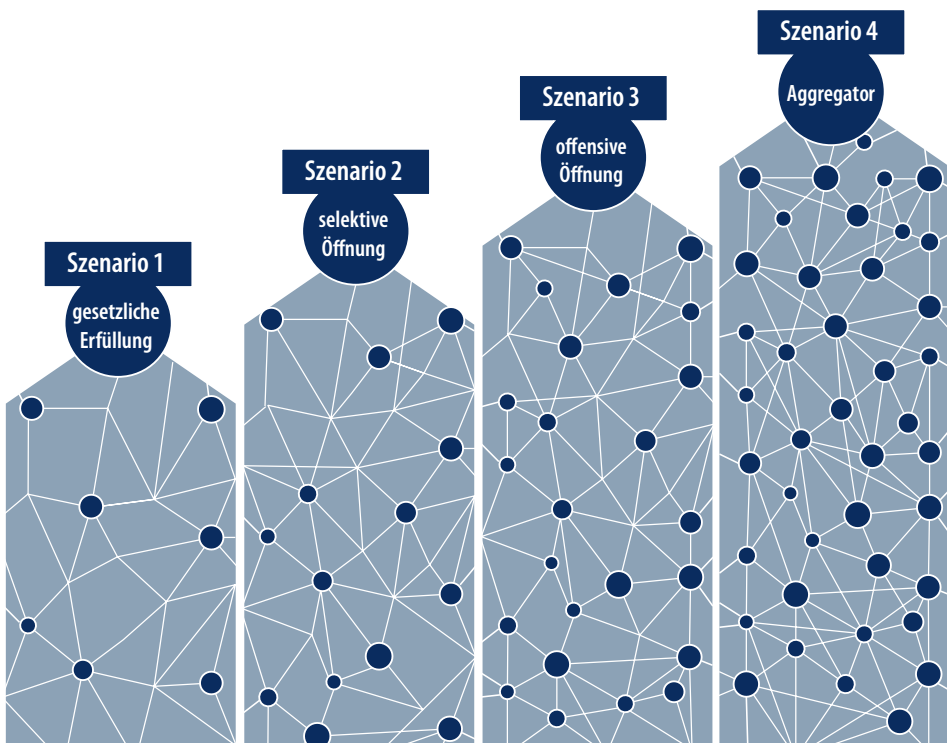 Szenario 1
gesetzliche
Erfüllung
Szenario 2
selektive
Öffnung
Szenario 3
offensive
Öffnung
Szenario 4
Aggregator